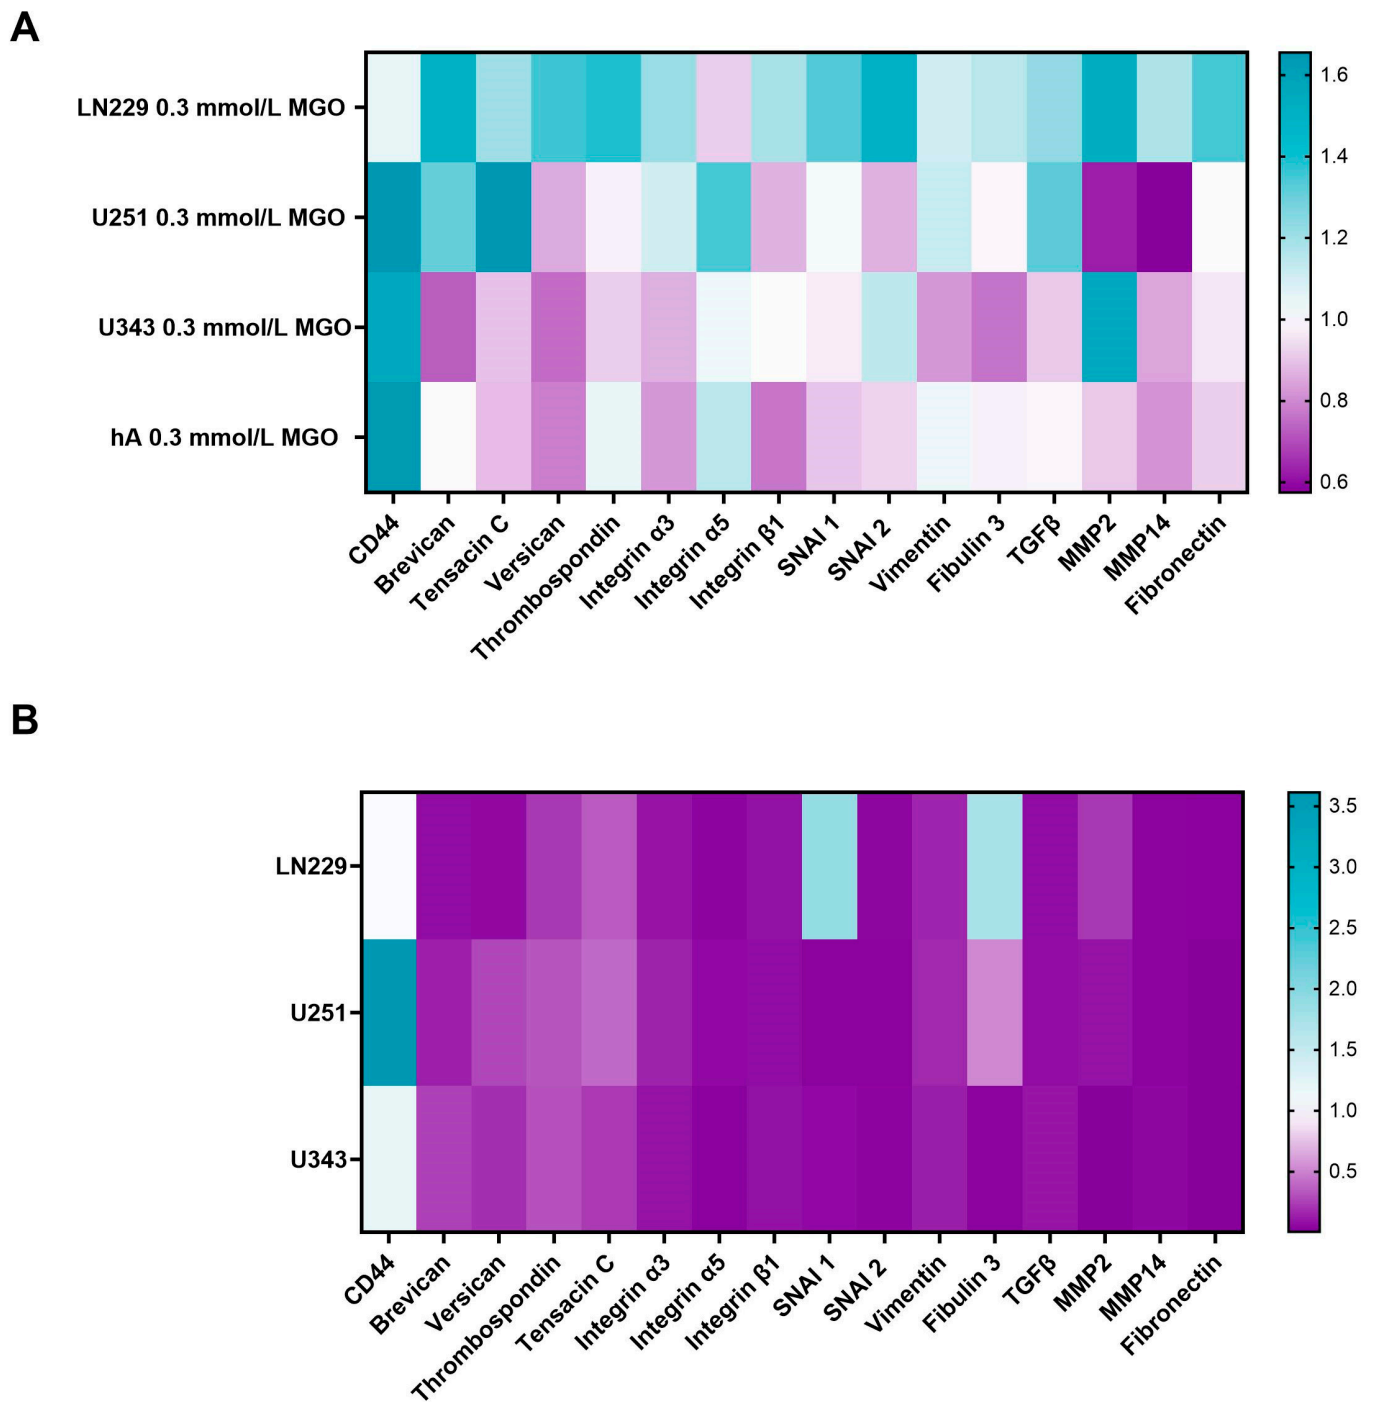 A
LN229 0.3 mmol/L MGO
U251 0.3 mmol/L MGO
U343 0.3 mmol/L MGO
hA 0.3 mmol/L MGO
1.6
1.4
1.2
1.0
0.8
0.6
CD44
Brevican
Tensacin C
Versican
Thrombospondin
Integrin α3
Integrin α5
Integrin β1
SNAI 1
SNAI 2
Vimentin
Fibulin 3
TGFβ
MMP2
MMP14
Fibronectin
B
LN229
U251
U343
3.5
3.0
2.5
2.0
1.5
1.0
0.5
CD44
Brevican
Versican
Thrombospondin
Tensacin C
Integrin α3
Integrin α5
Integrin β1
SNAI 1
SNAI 2
Vimentin
Fibulin 3
TGFβ
MMP2
MMP14
Fibronectin